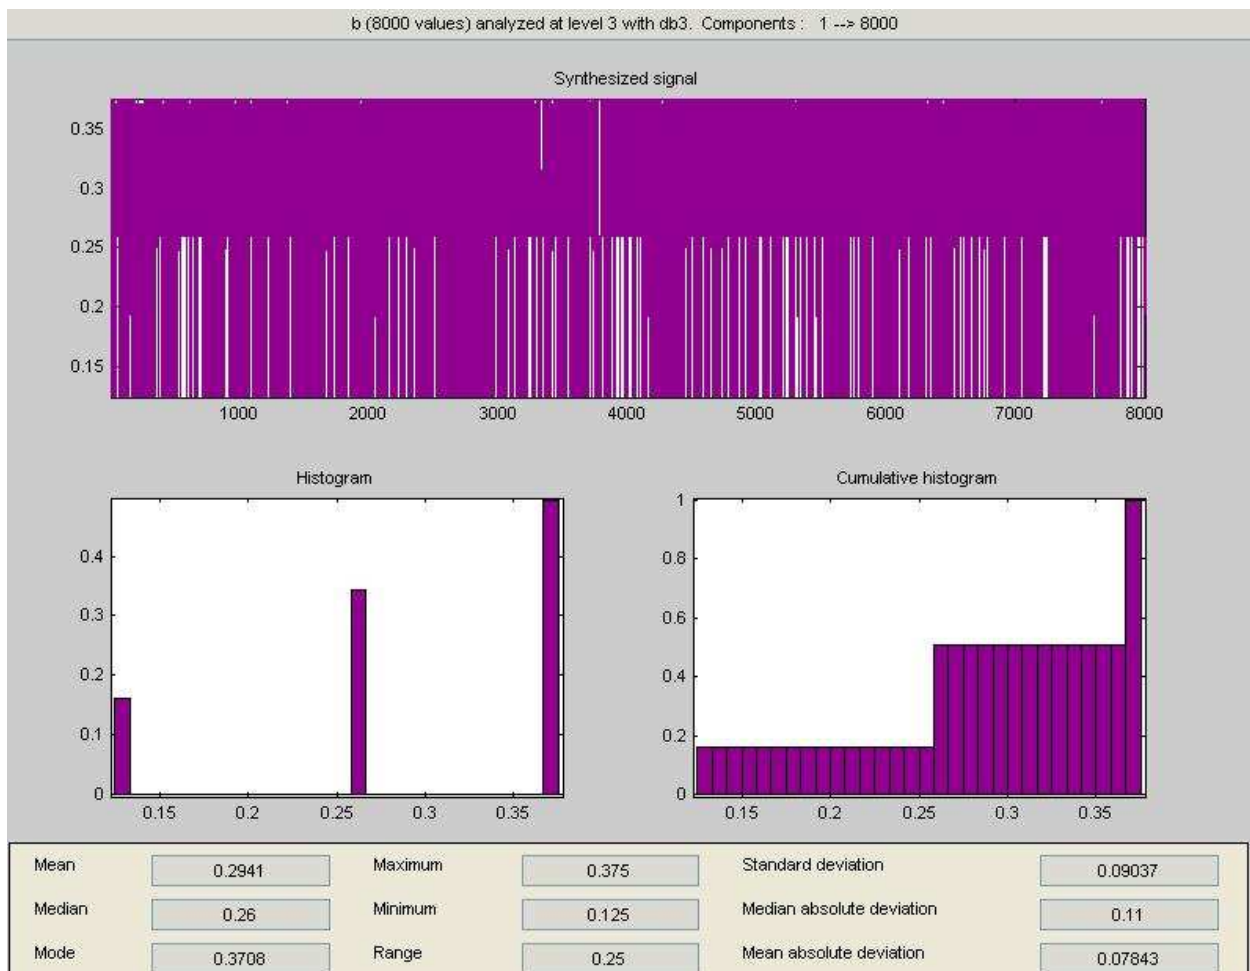 b (8000 values) analyzed at level 3 with db3. Components : 1 --> 8000
Synthesized signal
0.35
0.3
0.25
0.2
0.15
1000 2000 3000 4000 5000 6000 7000 8000
Histogram
0.4
0.3
0.2
0.1
0
0.15 0.2 0.25 0.3 0.35
Cumulative histogram
1
0.8
0.6
0.4
0.2
0
0.15 0.2 0.25 0.3 0.35
Mean 0.2941 Maximum 0.375 Standard deviation 0.09037
Median 0.26 Minimum 0.125 Median absolute deviation 0.11
Mode 0.3708 Range 0.25 Mean absolute deviation 0.07843